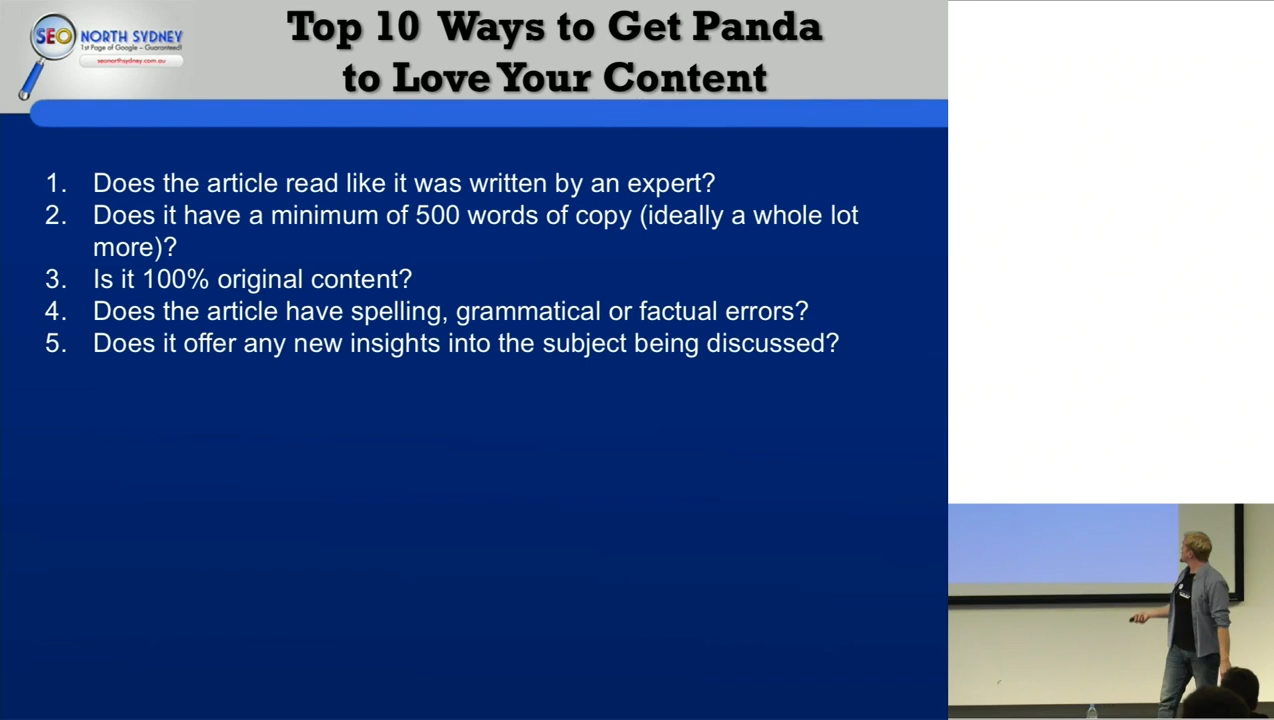 SEO NORTH SYDNEY
1st Page of Google – Guaranteed!
seonorthsydney.com.au
Top 10 Ways to Get Panda
to Love Your Content
1. Does the article read like it was written by an expert?
2. Does it have a minimum of 500 words of copy (ideally a whole lot
more)?
3. Is it 100% original content?
4. Does the article have spelling, grammatical or factual errors?
5. Does it offer any new insights into the subject being discussed?